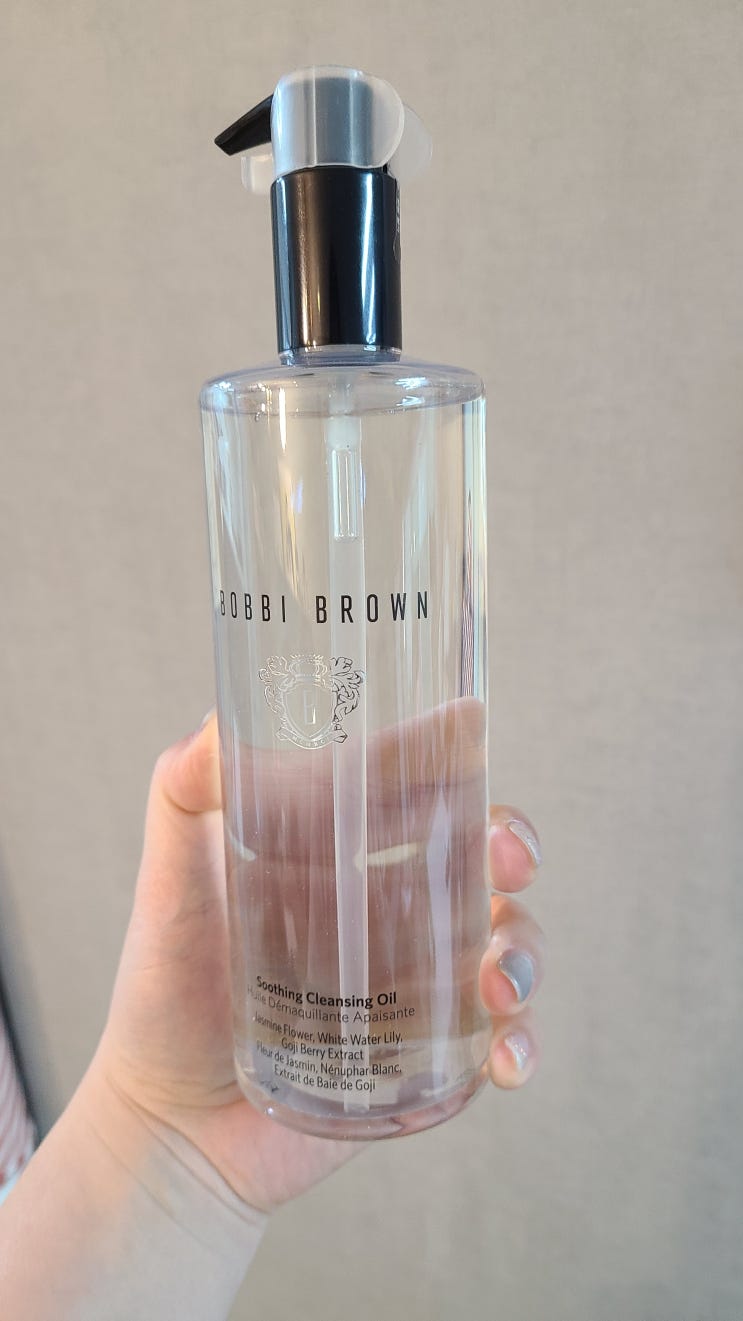 BOBBI BROWN
B
Soothing Cleansing Oil
Huile Démaquillante Apaisante
Jasmine Flower, White Water Lily,
Goji Berry Extract
Fleur de Jasmin, Nénuphar Blanc,
Extrait de Baie de Goji